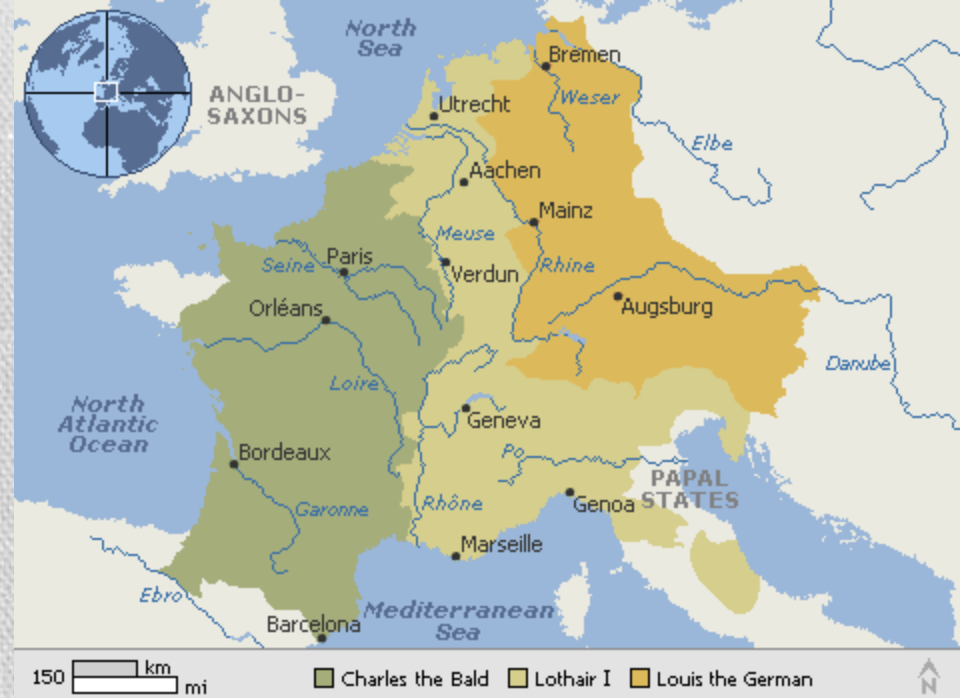 North
Sea
Bremen
ANGLO-
SAXONS
Utrecht
Weser
Elbe
Aachen
Mainz
Meuse
Paris
Seine
Verdun
Rhine
Orléans
Augsburg
Loire
Danube
North
Atlantic
Ocean
Geneva
Bordeaux
Po
PAPAL
STATES
Garonne
Rhône
Genoa
Marseille
Ebro
Barcelona
Mediterranean
Sea
150 km
mi
Charles the Bald
Lothair I
Louis the German
N